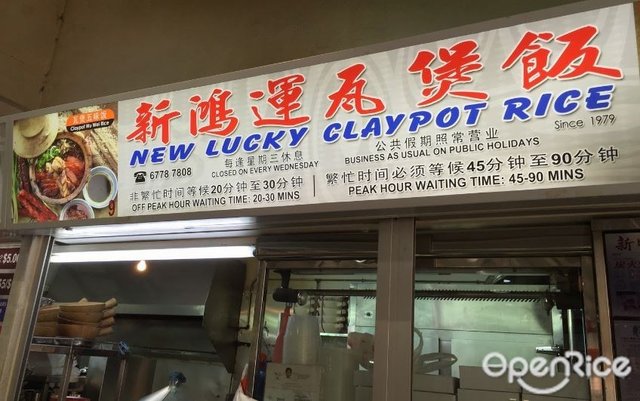 新鴻運瓦煲飯
NEW LUCKY CLAYPOT RICE
Since 1979
Claypot Wu Wei Rice
☎6778 7808
每逢星期三休息
CLOSED ON EVERY WEDNESDAY
公共假期照常营业
BUSINESS AS USUAL ON PUBLIC HOLIDAYS
非繁忙时间等候20分钟至30分钟
OFF PEAK HOUR WAITING TIME: 20-30 MINS
繁忙时间必须等候45分钟至90分钟
PEAK HOUR WAITING TIME: 45-90 MINS
OPENRICE